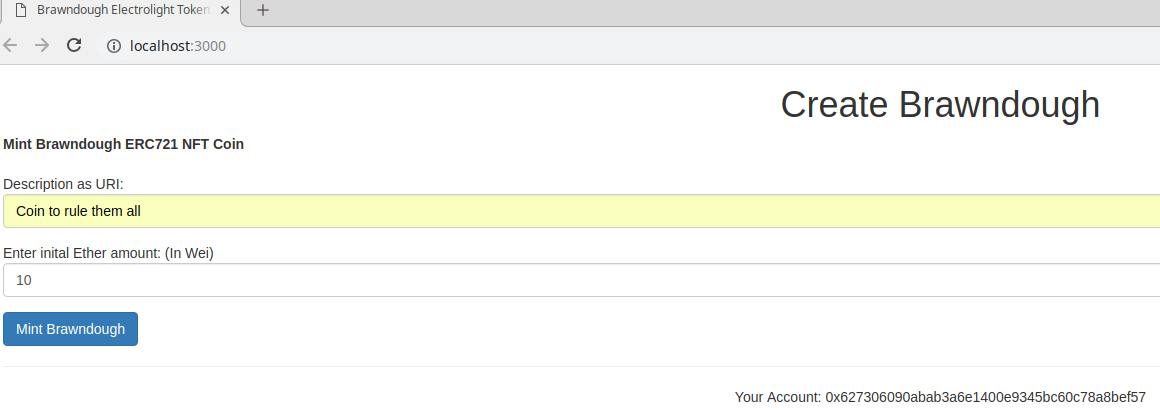 Brawndough Electrolight Token
localhost:3000
Create Brawndough
Mint Brawndough ERC721 NFT Coin
Description as URI:
Coin to rule them all
Enter inital Ether amount: (In Wei)
10
Mint Brawndough
Your Account: 0x627306090abab3a6e1400e9345bc60c78a8bef57